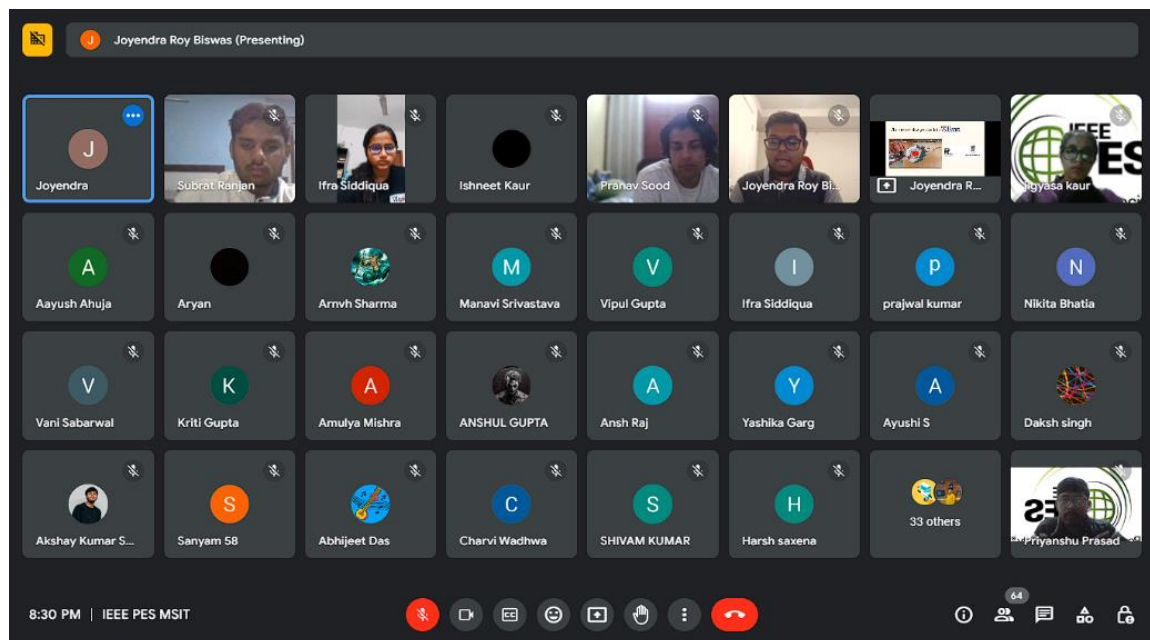 J Joyendra Roy Biswas (Presenting)
J
Joyendra
Subrat Ranjan
Ifra Siddiqua
Ishneet Kaur
Pranav Sood
Joyendra Roy Bi...
Joyendra R...
IEEE
PES
Jigyasa kaur
A
Aayush Ahuja
Aryan
Arnvh Sharma
M
Manavi Srivastava
V
Vipul Gupta
I
Ifra Siddiqua
p
prajwal kumar
N
Nikita Bhatia
V
Vani Sabarwal
K
Kriti Gupta
A
Amulya Mishra
ANSHUL GUPTA
A
Ansh Raj
Y
Yashika Garg
A
Ayushi S
Daksh singh
Akshay Kumar S...
S
Sanyam 58
Abhijeet Das
C
Charvi Wadhwa
S
SHIVAM KUMAR
H
Harsh saxena
33 others
Priyanshu Prasad
8:30 PM | IEEE PES MSIT
CC
64